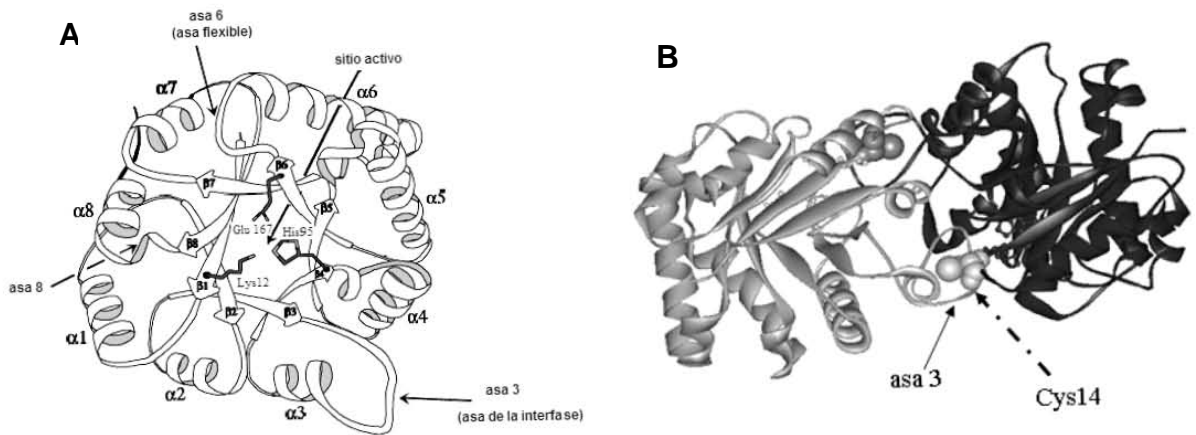 A
asa 6
(asa flexible)
sitio activo
α7
α6
β6
β7
β5
α5
α8
Glu 167
His95
β8
asa 8
Lys12
β1
β2
β3
α4
α1
α2
α3
asa 3
(asa de la interfase)
B
asa 3
Cys14